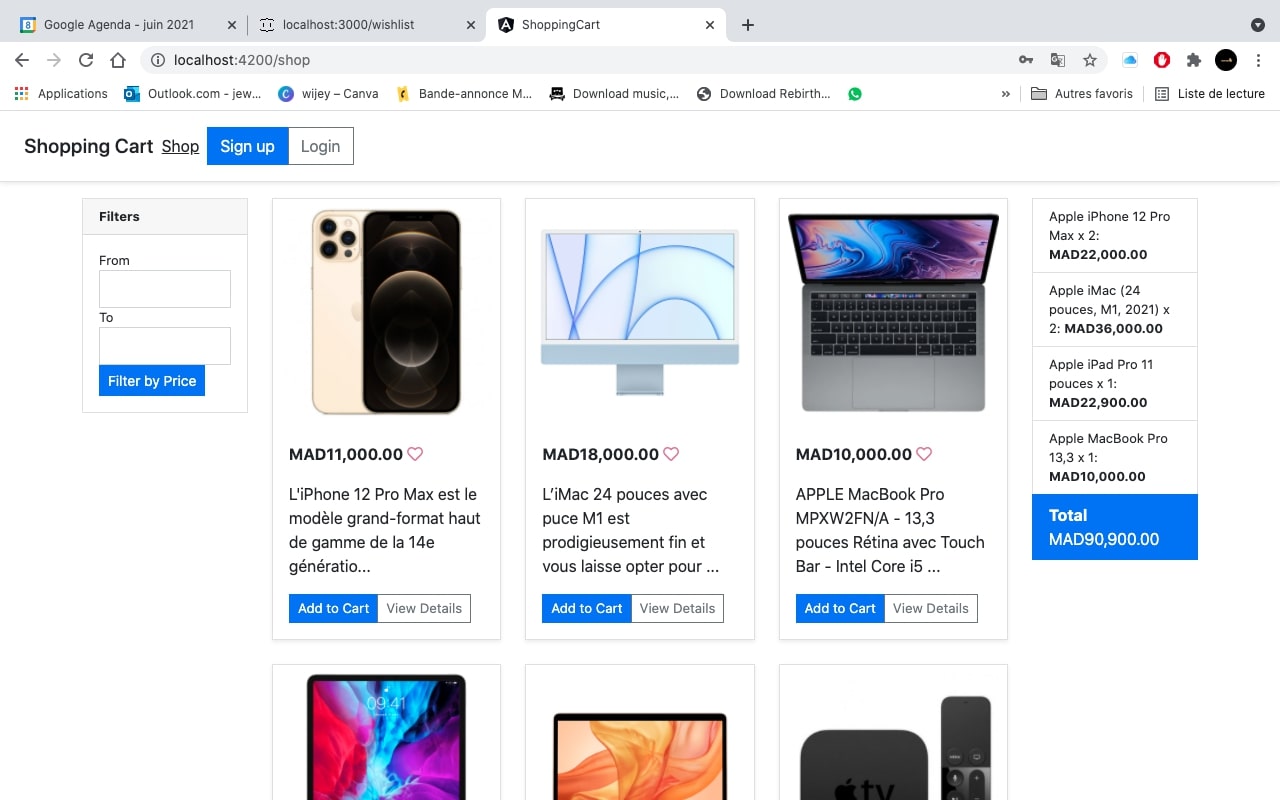 8 Google Agenda - juin 2021
localhost:3000/wishlist
ShoppingCart
localhost:4200/shop
Applications
Outlook.com - jew...
wijey – Canva
Bande-annonce M...
Download music,...
Download Rebirth...
»
Autres favoris
Liste de lecture
Shopping Cart Shop Sign up Login
Filters
From
To
Filter by Price
MAD11,000.00
L'iPhone 12 Pro Max est le
modèle grand-format haut
de gamme de la 14e
génératio...
Add to Cart View Details
MAD18,000.00
L’iMac 24 pouces avec
puce M1 est
prodigieusement fin et
vous laisse opter pour ...
Add to Cart View Details
MAD10,000.00
APPLE MacBook Pro
MPXW2FN/A - 13,3
pouces Rétina avec Touch
Bar - Intel Core i5 ...
Add to Cart View Details
Apple iPhone 12 Pro
Max x 2:
MAD22,000.00
Apple iMac (24
pouces, M1, 2021) x
2: MAD36,000.00
Apple iPad Pro 11
pouces x 1:
MAD22,900.00
Apple MacBook Pro
13,3 x 1:
MAD10,000.00
Total
MAD90,900.00
09:41
tv